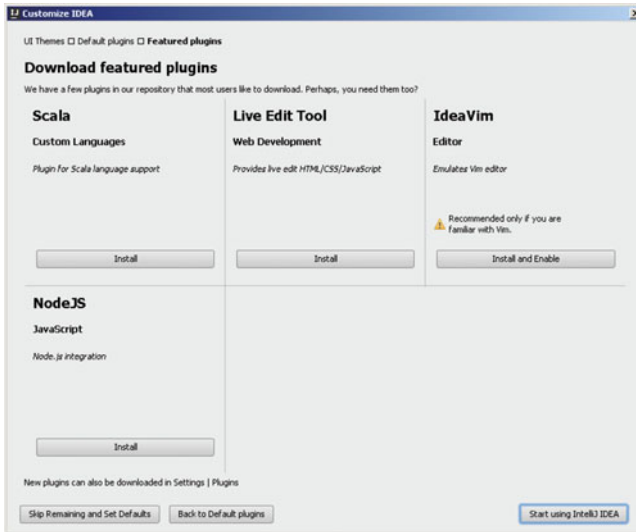 Customize IDEA
UI Themes □ Default plugins □ Featured plugins
Download featured plugins
We have a few plugins in our repository that most users like to download. Perhaps, you need them too?
Scala
Custom Languages
Plugin for Scala language support
Install
Live Edit Tool
Web Development
Provides live edit HTML/CSS/JavaScript
Install
IdeaVim
Editor
Emulates Vim editor
Recommended only if you are
familiar with Vim.
Install and Enable
NodeJS
JavaScript
Node.js integration
Install
New plugins can also be downloaded in Settings | Plugins
Skip Remaining and Set Defaults
Back to Default plugins
Start using IntelliJ IDEA